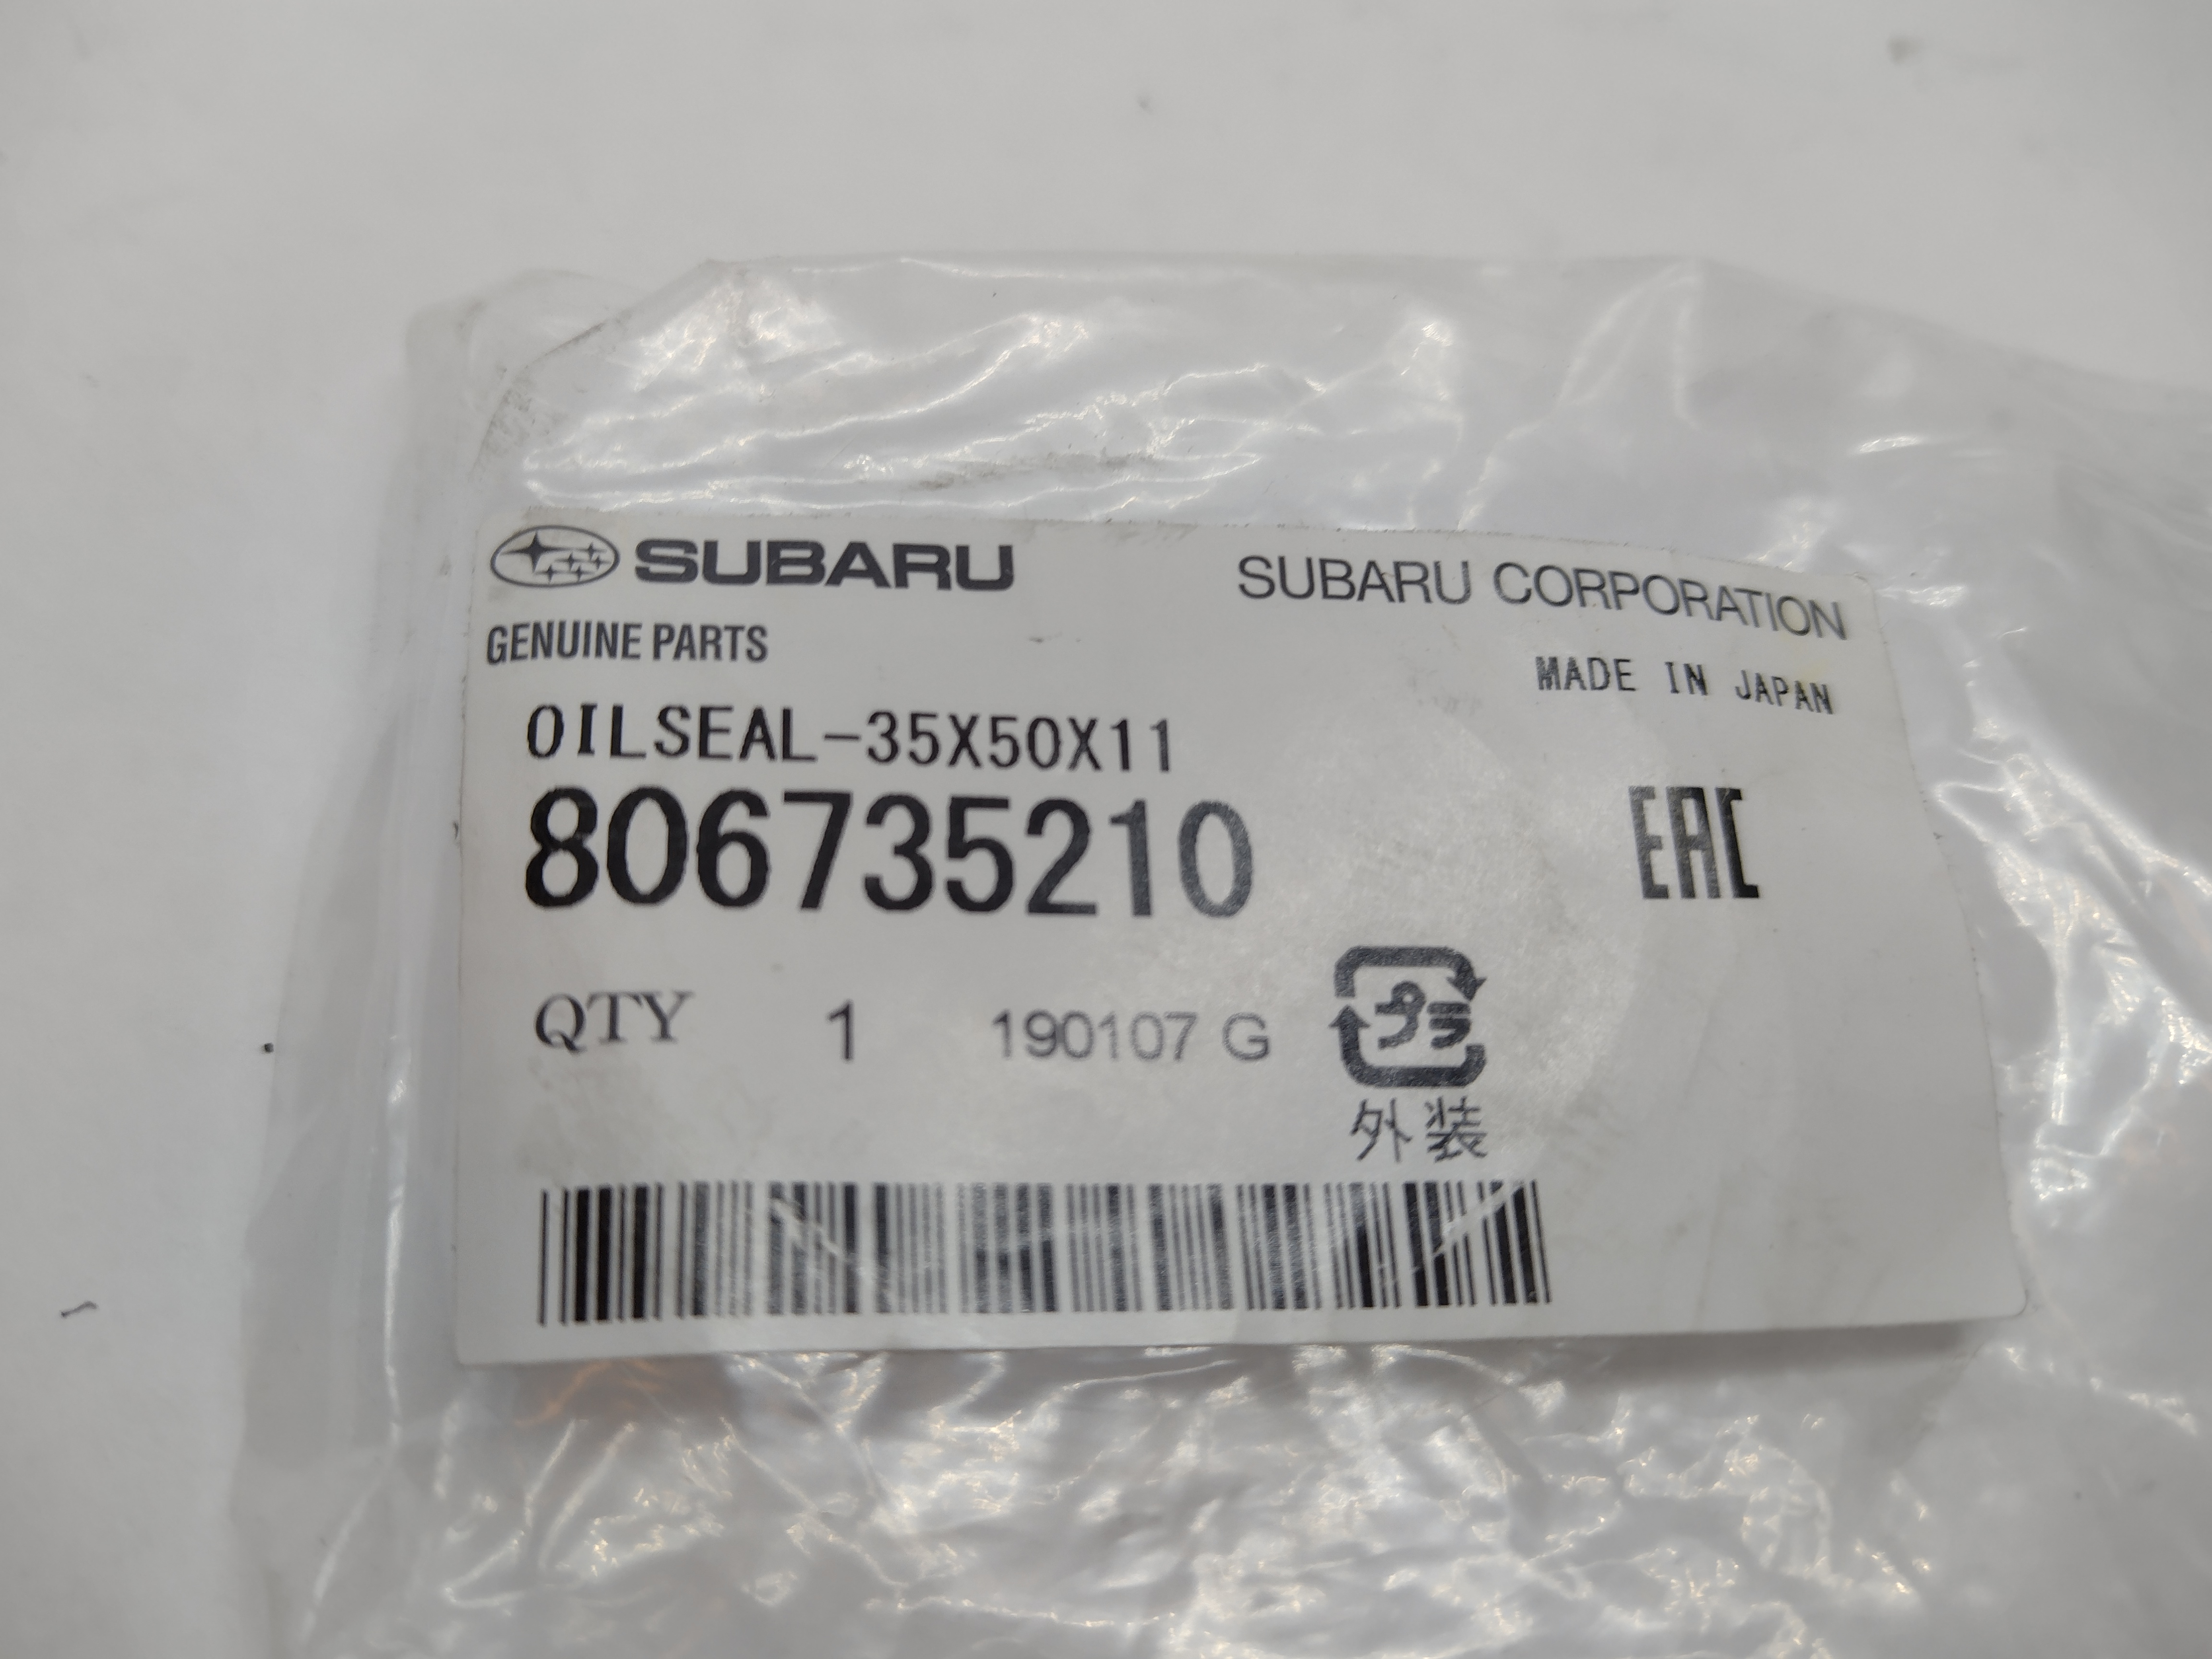 SUBARU SUBARU CORPORATION
GENUINE PARTS
MADE IN JAPAN
OILSEAL-35X50X11
806735210
EAC
QTY 1 190107 G プラ
外装